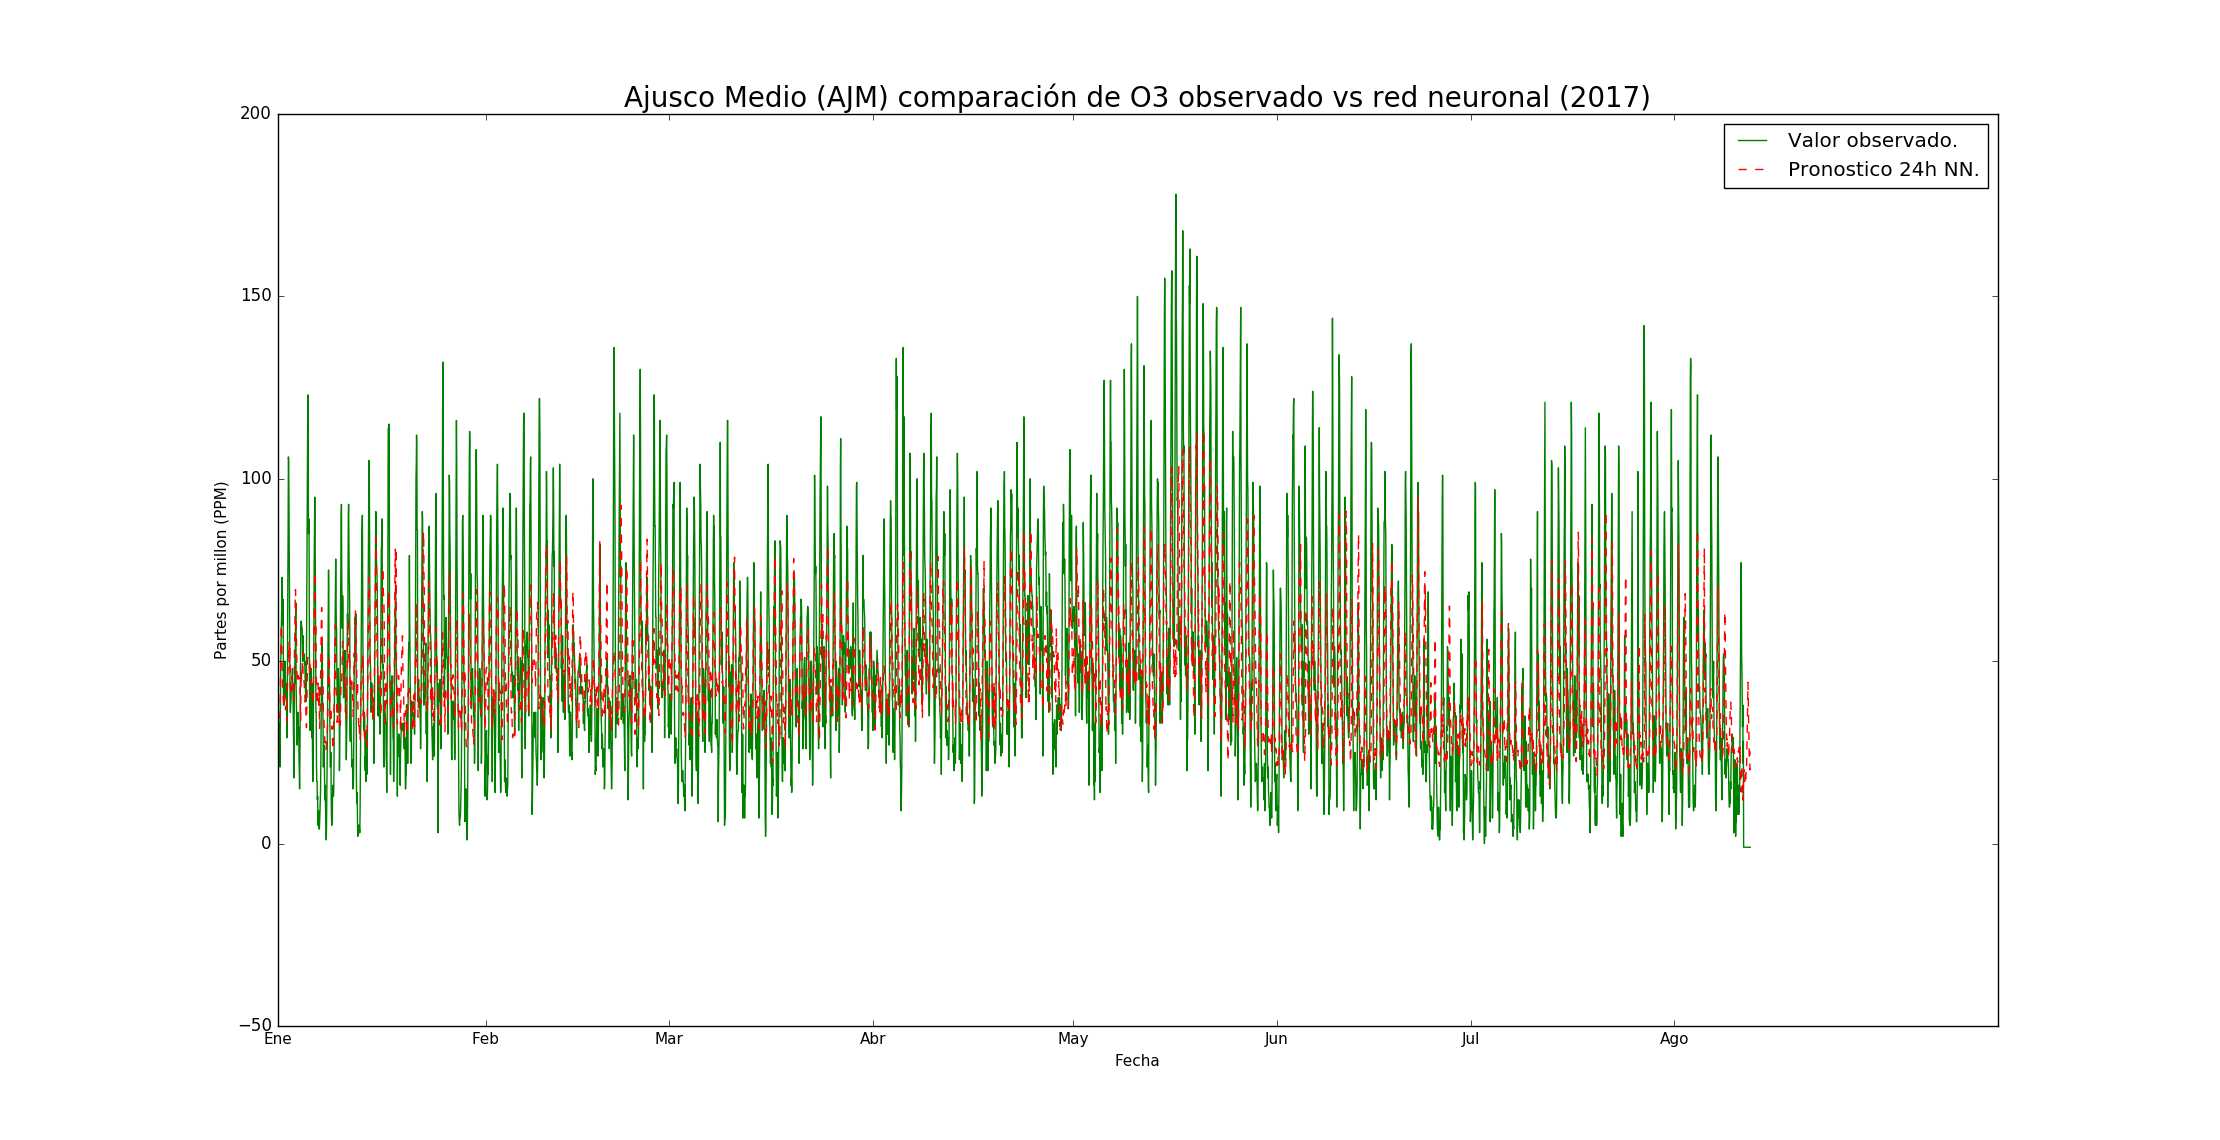 Ajusco Medio (AJM) comparación de O3 observado vs red neuronal (2017)
Valor observado.
Pronostico 24h NN.
Partes por millon (PPM)
200
150
100
50
0
−50
Ene Feb Mar Abr May Jun Jul Ago
Fecha